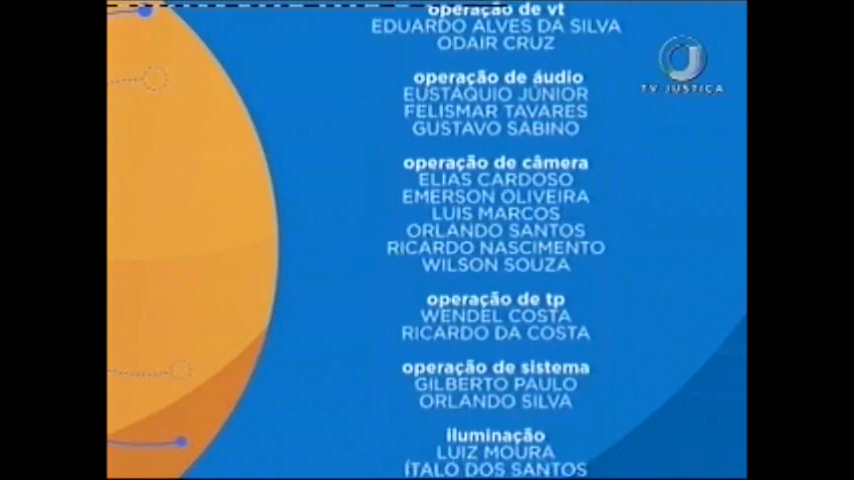 operação de vt
EDUARDO ALVES DA SILVA
ODAIR CRUZ
operação de áudio
EUSTÁQUIO JÚNIOR
FELISMAR TAVARES
GUSTAVO SABINO
operação de câmera
ELIAS CARDOSO
EMERSON OLIVEIRA
LUIS MARCOS
ORLANDO SANTOS
RICARDO NASCIMENTO
WILSON SOUZA
operação de tp
WENDEL COSTA
RICARDO DA COSTA
operação de sistema
GILBERTO PAULO
ORLANDO SILVA
iluminação
LUIZ MOURA
ÍTALO DOS SANTOS
TV JUSTIÇA